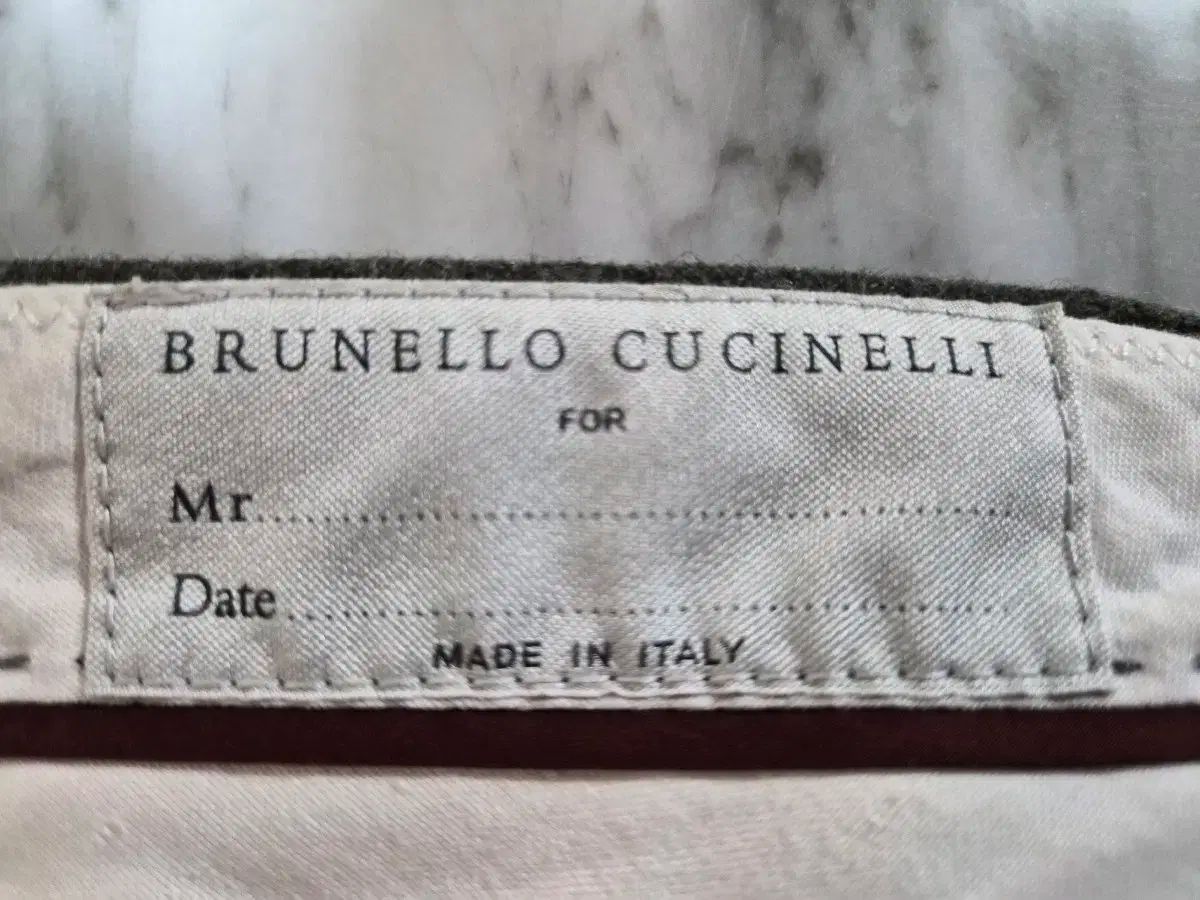 BRUNELLO CUCINELLI
FOR
Mr.................................................
Date...............................................
MADE IN ITALY